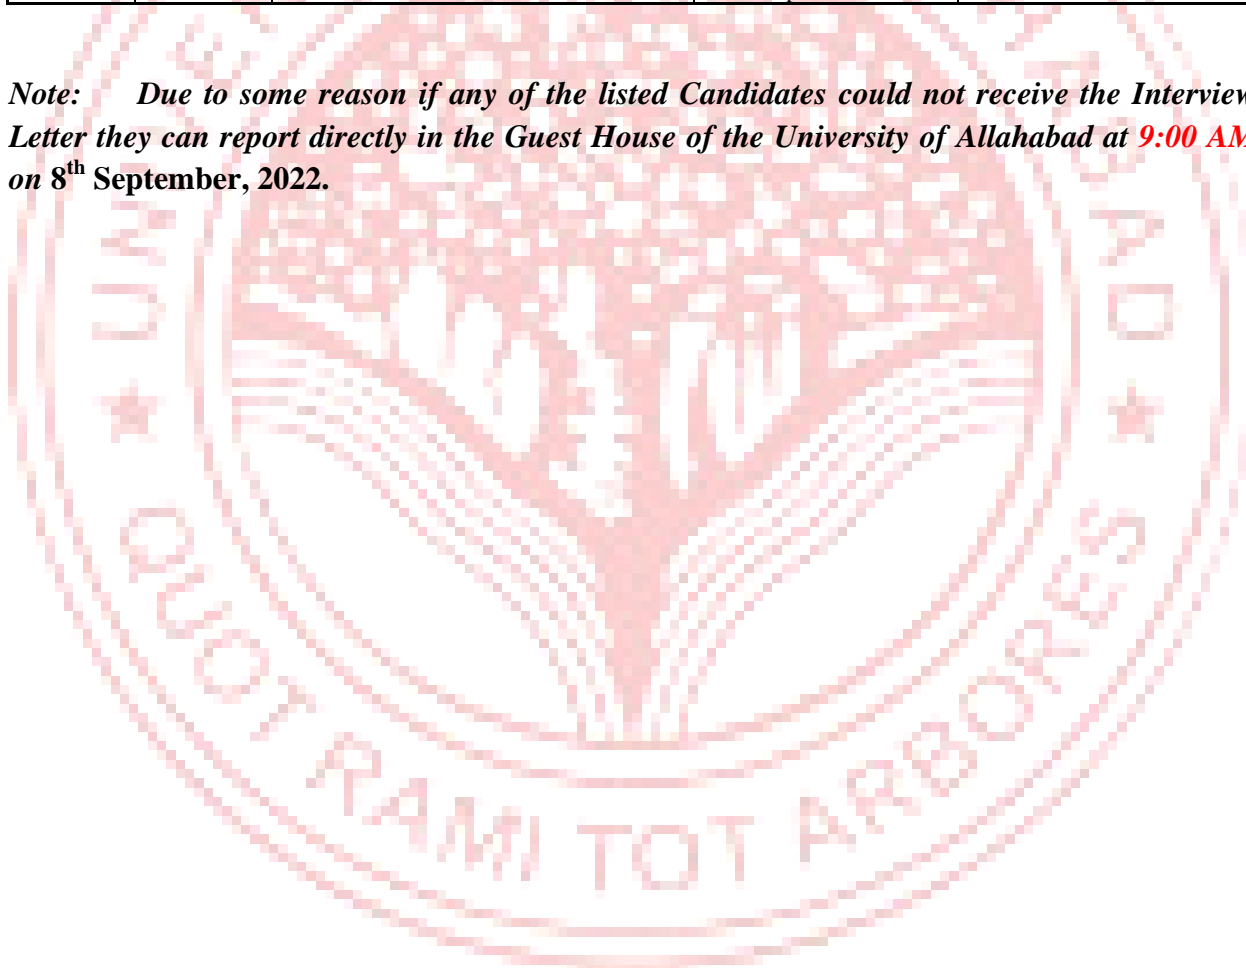 Note: Due to some reason if any of the listed Candidates could not receive the Interview
Letter they can report directly in the Guest House of the University of Allahabad at 9:00 AM
on 8th September, 2022.
QUOT RAMI TOT ARBORES